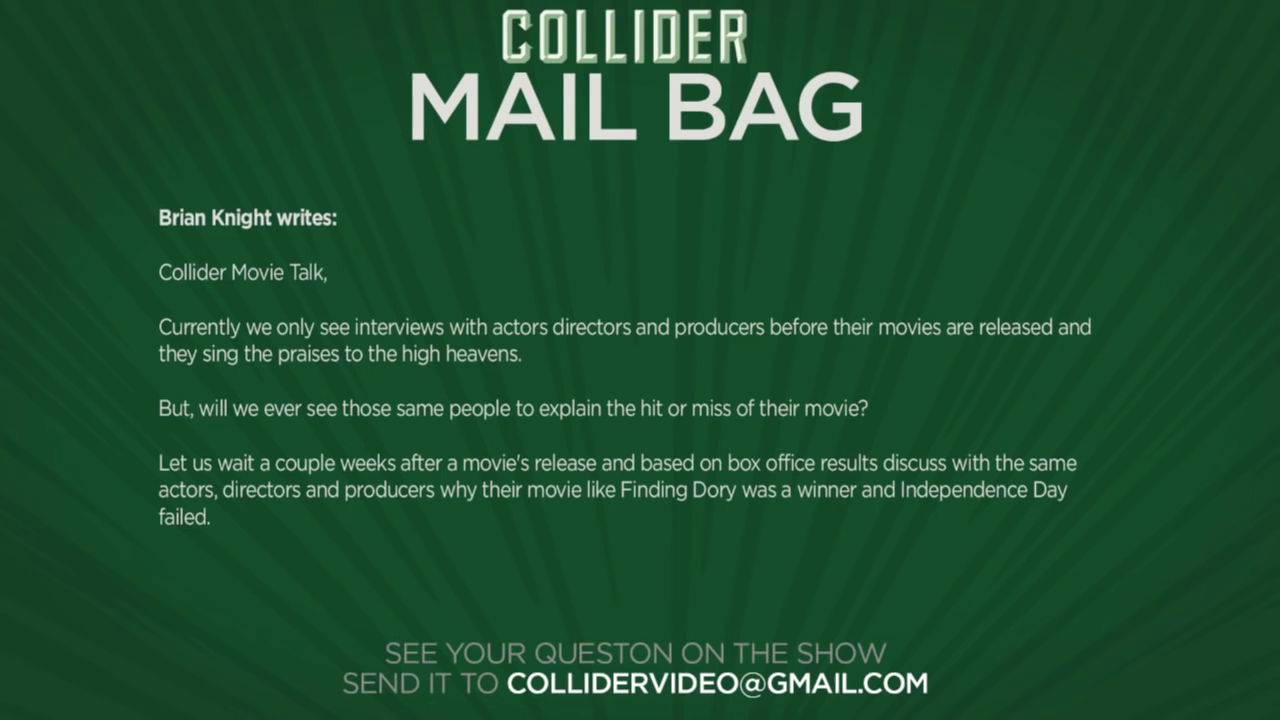 COLLIDER
MAIL BAG
Brian Knight writes:
Collider Movie Talk,
Currently we only see interviews with actors directors and producers before their movies are released and
they sing the praises to the high heavens.
But, will we ever see those same people to explain the hit or miss of their movie?
Let us wait a couple weeks after a movie's release and based on box office results discuss with the same
actors, directors and producers why their movie like Finding Dory was a winner and Independence Day
failed.
SEE YOUR QUESTON ON THE SHOW
SEND IT TO COLLIDERVIDEO@GMAIL.COM